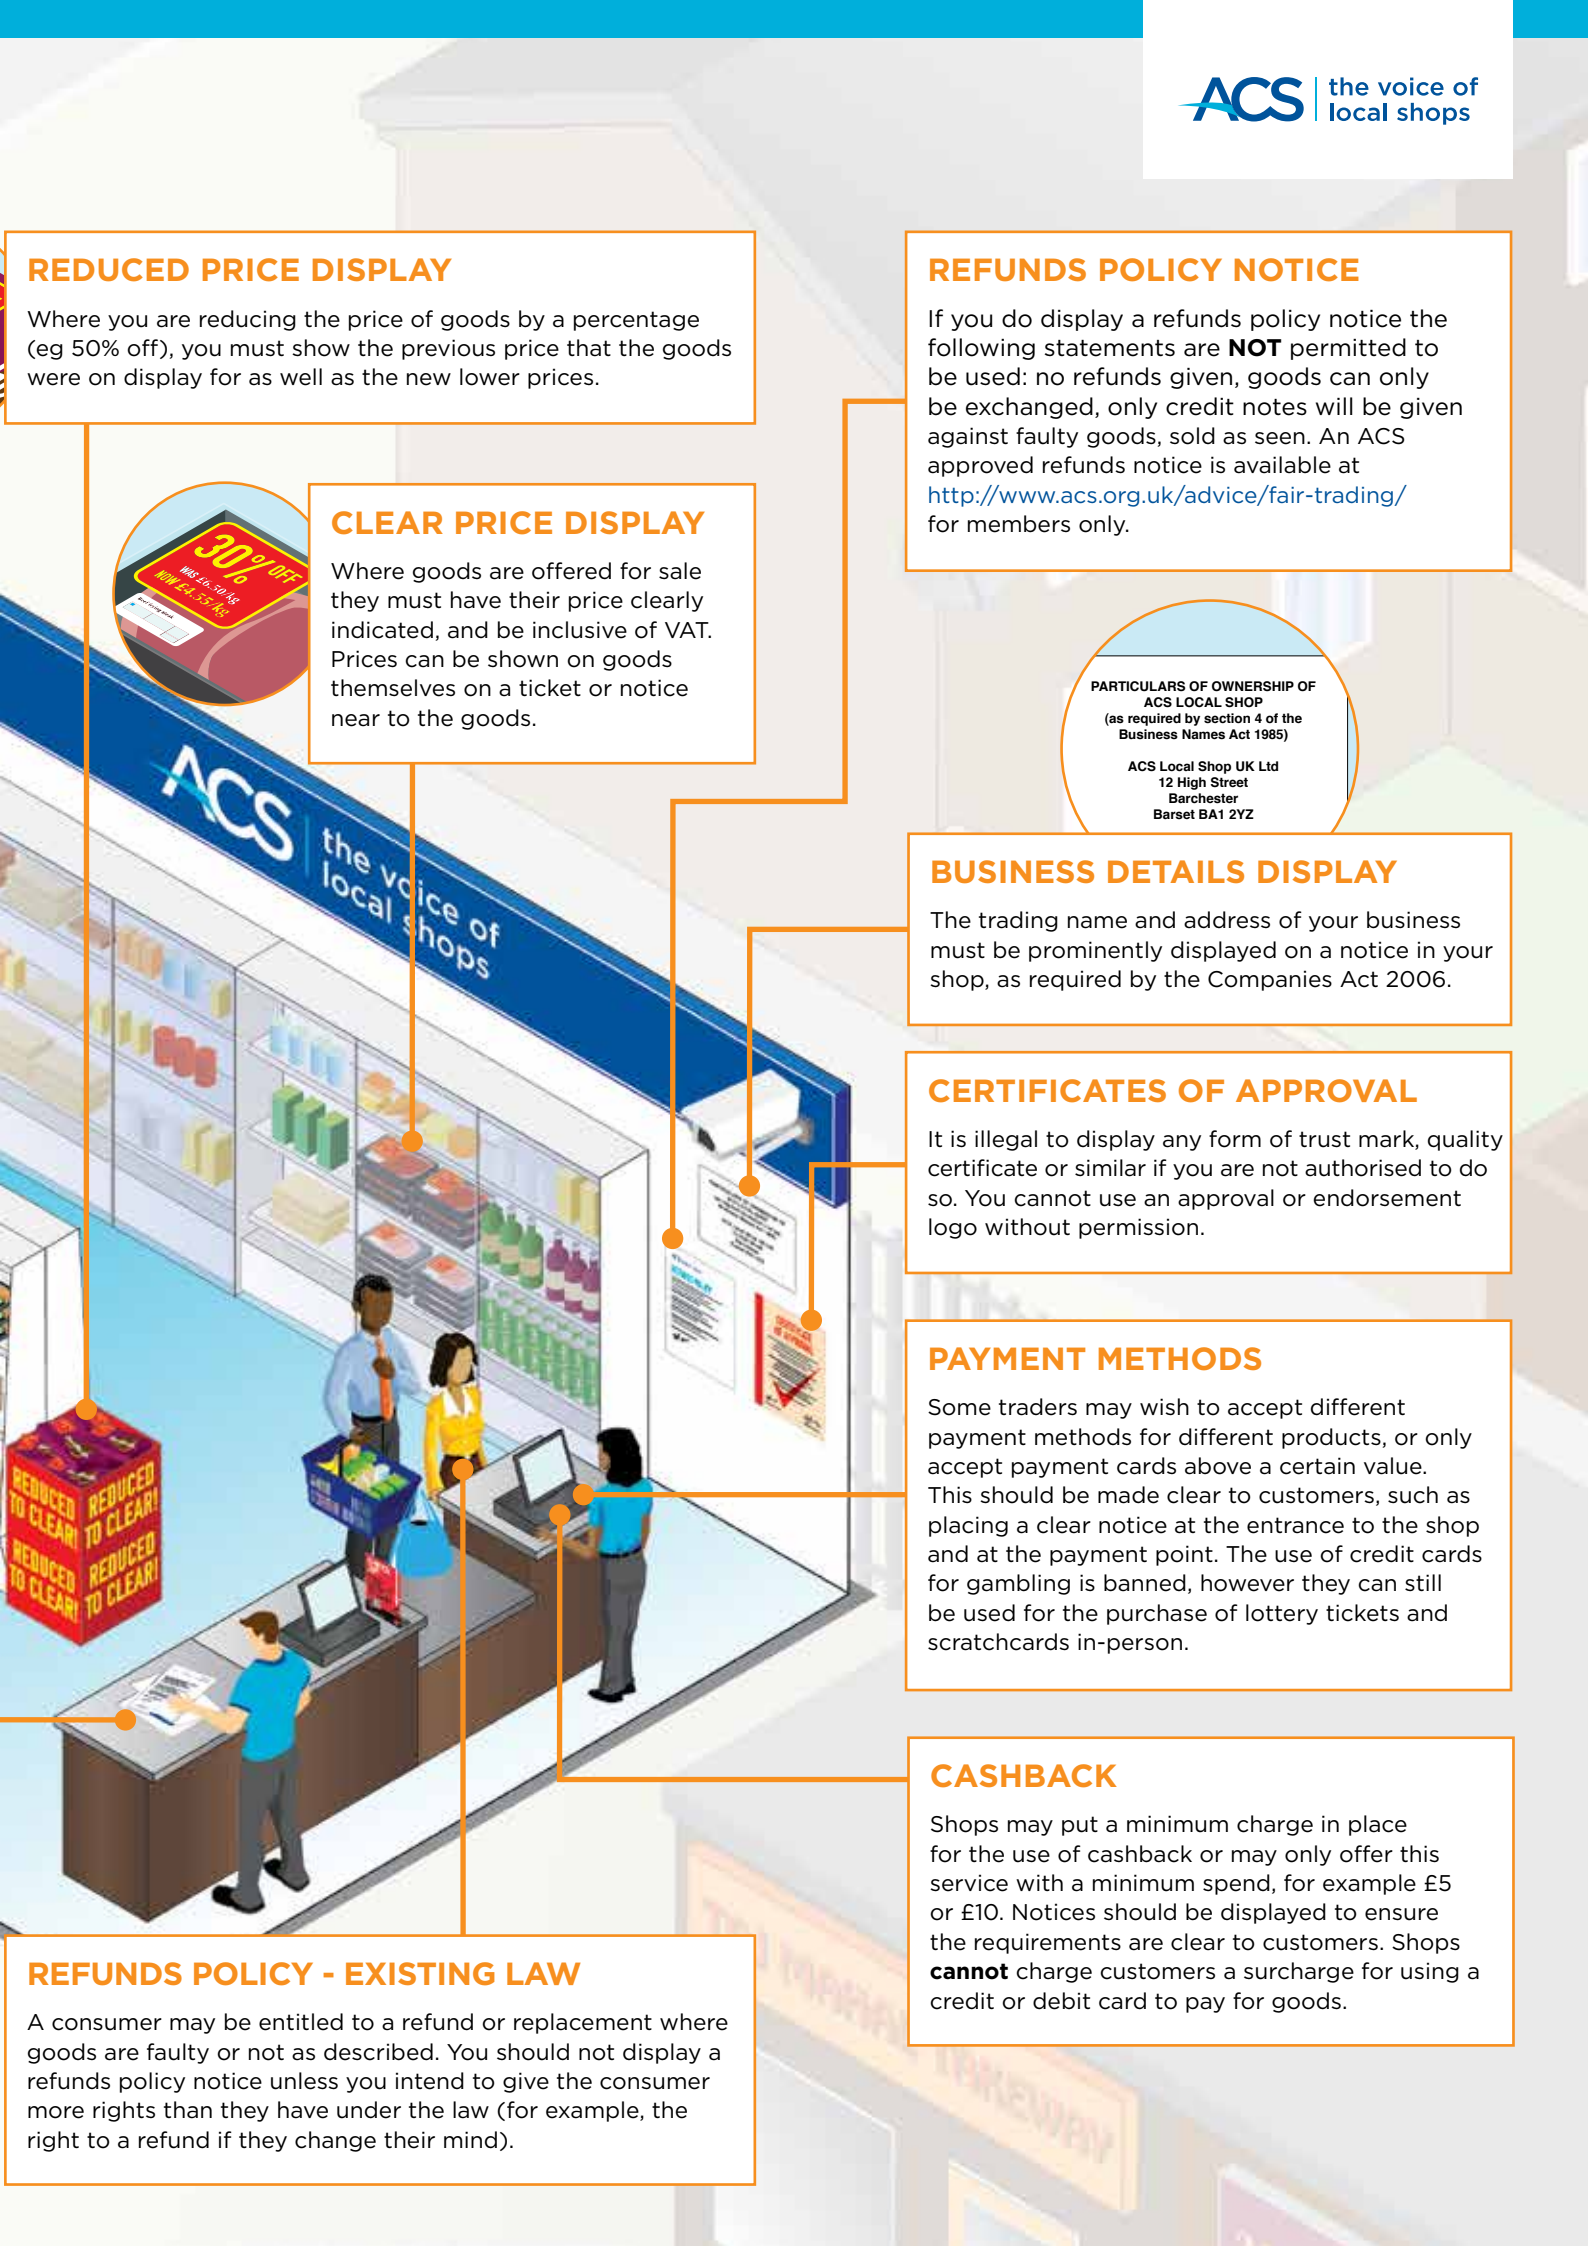 ACS the voice of
local shops
REDUCED PRICE DISPLAY
Where you are reducing the price of goods by a percentage
(eg 50% off), you must show the previous price that the goods
were on display for as well as the new lower prices.
REFUNDS POLICY NOTICE
If you do display a refunds policy notice the
following statements are NOT permitted to
be used: no refunds given, goods can only
be exchanged, only credit notes will be given
against faulty goods, sold as seen. An ACS
approved refunds notice is available at
http://www.acs.org.uk/advice/fair-trading/
for members only.
30% OFF
WAS £6.50/kg
NOW £4.55/kg
CLEAR PRICE DISPLAY
Where goods are offered for sale
they must have their price clearly
indicated, and be inclusive of VAT.
Prices can be shown on goods
themselves on a ticket or notice
near to the goods.
PARTICULARS OF OWNERSHIP OF
ACS LOCAL SHOP
(as required by section 4 of the
Business Names Act 1985)
ACS Local Shop UK Ltd
12 High Street
Barchester
Barset BA1 2YZ
ACS the voice of
local shops
BUSINESS DETAILS DISPLAY
The trading name and address of your business
must be prominently displayed on a notice in your
shop, as required by the Companies Act 2006.
CERTIFICATES OF APPROVAL
It is illegal to display any form of trust mark, quality
certificate or similar if you are not authorised to do
so. You cannot use an approval or endorsement
logo without permission.
CERTIFICATE
OF APPROVAL
PAYMENT METHODS
Some traders may wish to accept different
payment methods for different products, or only
accept payment cards above a certain value.
This should be made clear to customers, such as
placing a clear notice at the entrance to the shop
and at the payment point. The use of credit cards
for gambling is banned, however they can still
be used for the purchase of lottery tickets and
scratchcards in-person.
REDUCED
TO CLEAR!
REDUCED
TO CLEAR!
REDUCED
TO CLEAR!
REDUCED
TO CLEAR!
CASHBACK
Shops may put a minimum charge in place
for the use of cashback or may only offer this
service with a minimum spend, for example £5
or £10. Notices should be displayed to ensure
the requirements are clear to customers. Shops
cannot charge customers a surcharge for using a
credit or debit card to pay for goods.
REFUNDS POLICY - EXISTING LAW
A consumer may be entitled to a refund or replacement where
goods are faulty or not as described. You should not display a
refunds policy notice unless you intend to give the consumer
more rights than they have under the law (for example, the
right to a refund if they change their mind).
TAKEWAY